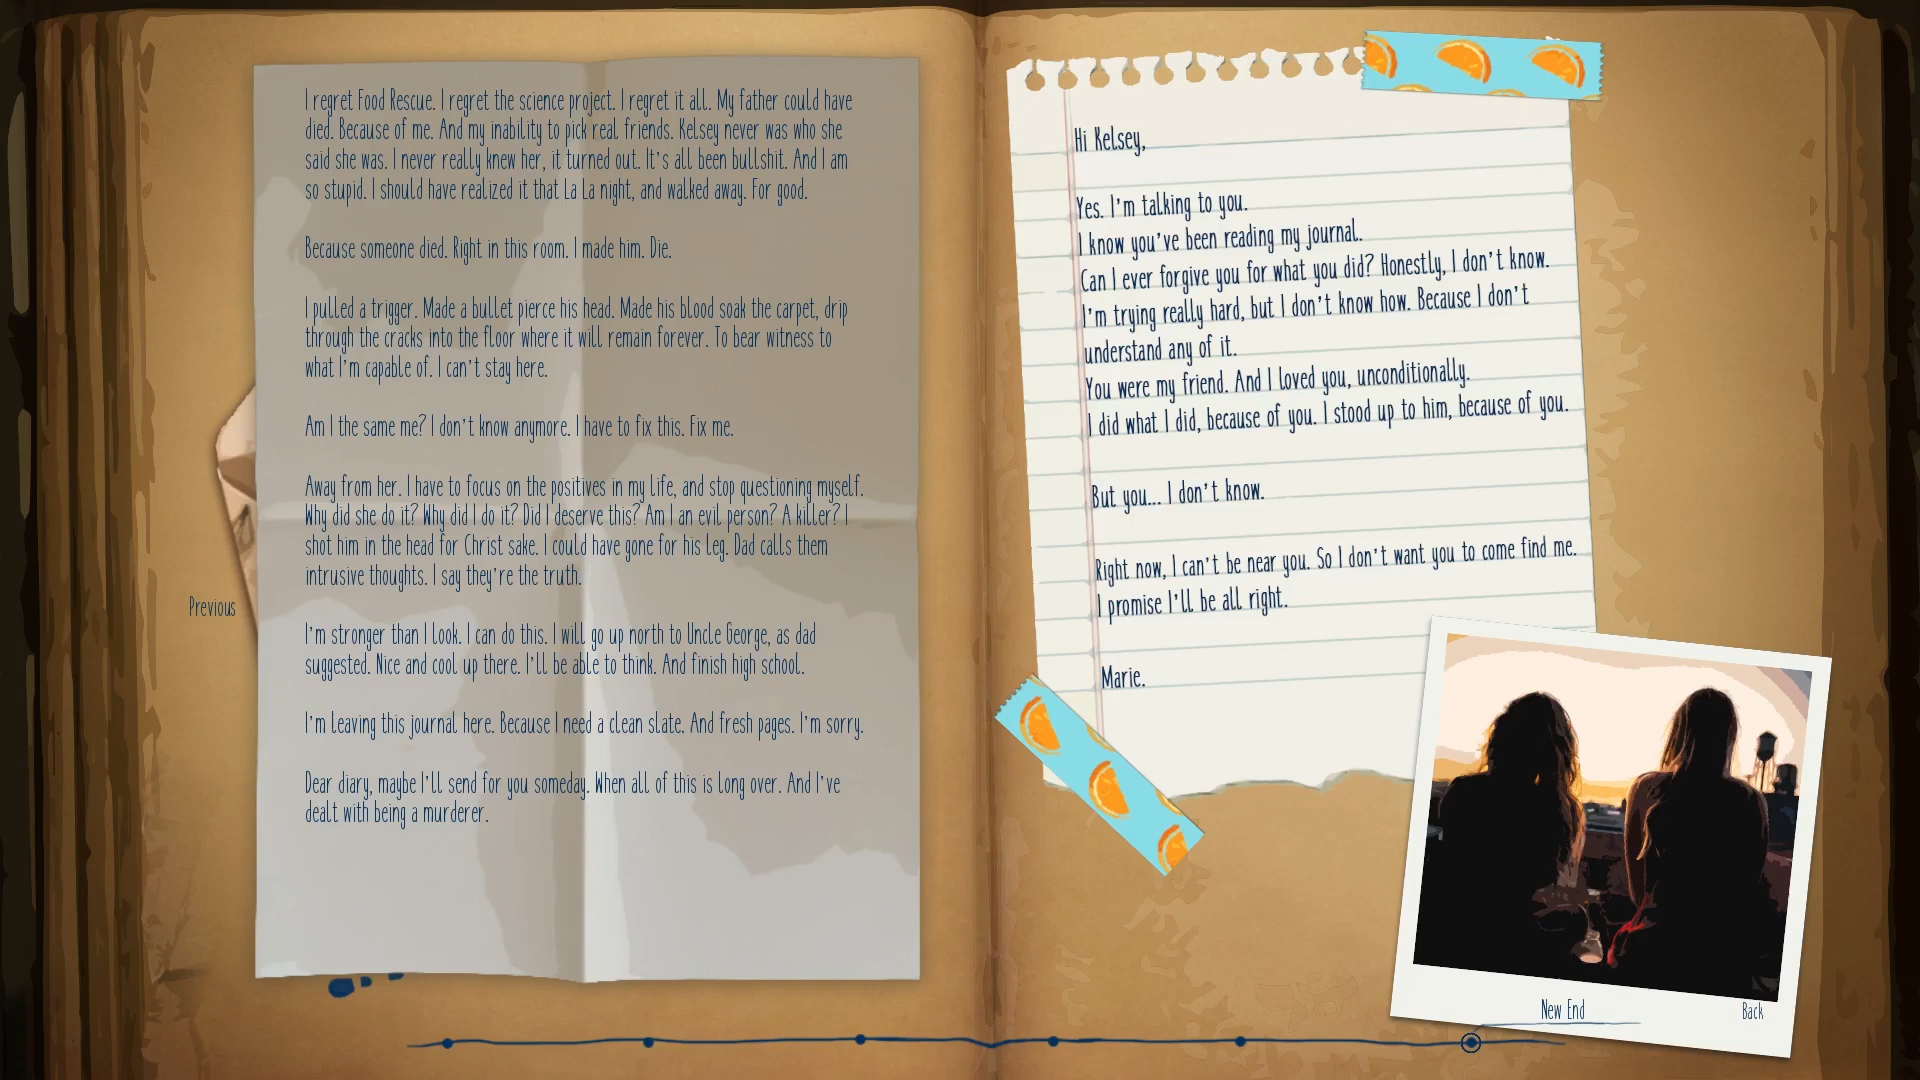 I regret Food Rescue. I regret the science project. I regret it all. My father could have
died. Because of me. And my inability to pick real friends. Kelsey never was who she
said she was. I never really knew her, it turned out. It's all been bullshit. And I am
so stupid. I should have realized it that La La night, and walked away. For good.
Because someone died. Right in this room. I made him. Die.
I pulled a trigger. Made a bullet pierce his head. Made his blood soak the carpet, drip
through the cracks into the floor where it will remain forever. To bear witness to
what I'm capable of. I can't stay here.
Am I the same me? I don't know anymore. I have to fix this. Fix me.
Away from her. I have to focus on the positives in my life, and stop questioning myself.
Why did she do it? Why did I do it? Did I deserve this? Am I an evil person? A killer? I
shot him in the head for Christ sake. I could have gone for his leg. Dad calls them
intrusive thoughts. I say they're the truth.
I'm stronger than I look. I can do this. I will go up north to Uncle George, as dad
suggested. Nice and cool up there. I'll be able to think. And finish high school.
I'm leaving this journal here. Because I need a clean slate. And fresh pages. I'm sorry.
Dear diary, maybe I'll send for you someday. When all of this is long over. And I've
dealt with being a murderer.
Previous
Hi Kelsey,
Yes. I'm talking to you.
I know you've been reading my journal.
Can I ever forgive you for what you did? Honestly, I don't know.
I'm trying really hard, but I don't know how. Because I don't
understand any of it.
You were my friend. And I loved you, unconditionally.
I did what I did, because of you. I stood up to him, because of you.
But you... I don't know.
Right now, I can't be near you. So I don't want you to come find me.
I promise I'll be all right.
Marie.
New End
Back